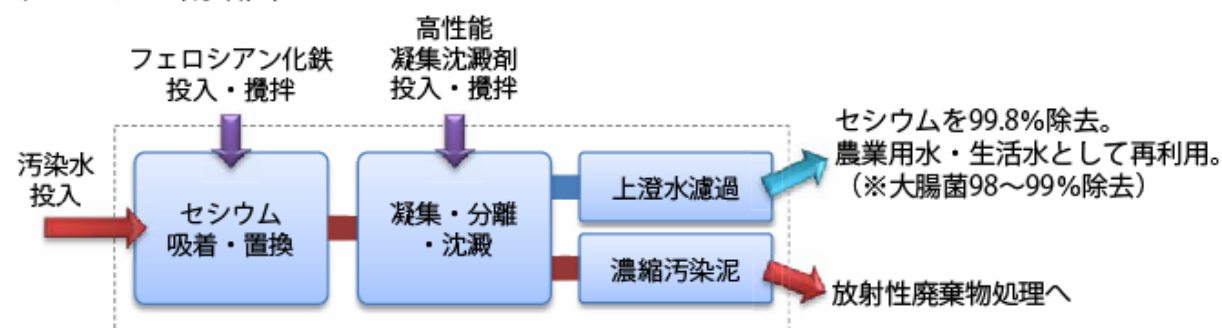 フェロシアン化鉄
投入・攪拌
高性能
凝集沈澱剤
投入・攪拌
汚染水
投入
セシウム
吸着・置換
凝集・分離
・沈澱
上澄水濾過
濃縮汚染泥
セシウムを99.8%除去。
農業用水・生活水として再利用。
（※大腸菌98～99%除去）
放射性廃棄物処理へ